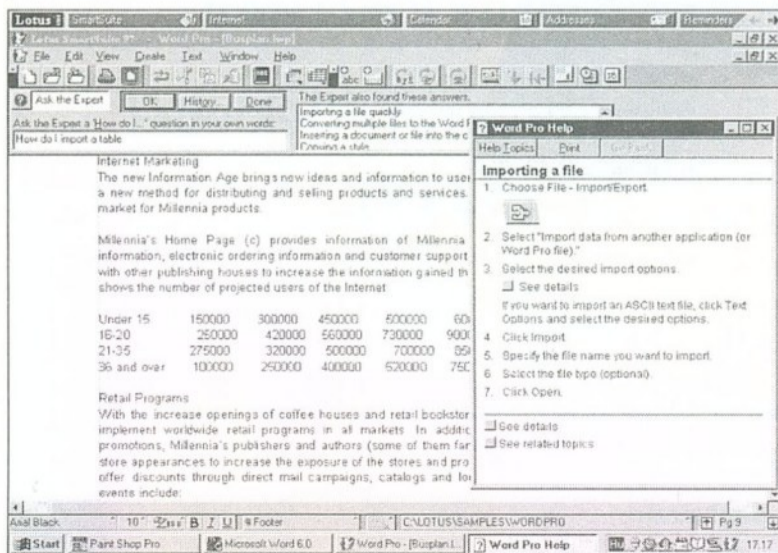 Lotus SmartSuite Internet Calendar Addresses Reminders
Lotus SmartSuite 97 - Word Pro - [Busplan.lwp]
File Edit View Create Text Window Help
Ask the Expert OK History... Done
Ask the Expert a "How do I..." question in your own words:
How do I import a table
The Expert also found these answers.
Importing a file quickly
Converting multiple files to the Word P
Inserting a document or file into the c
Copying a style
Internet Marketing
The new Information Age brings new ideas and information to user
a new method for distributing and selling products and services.
market for Millennia products.
Millennia's Home Page (c) provides information of Millennia
information, electronic ordering information and customer support
with other publishing houses to increase the information gained th
shows the number of projected users of the Internet
Under 15 150000 300000 450000 500000 60
16-20 250000 420000 560000 730000 9000
21-35 275000 320000 500000 700000 850
36 and over 100000 250000 400000 520000 750
Retail Programs
With the increase openings of coffee houses and retail bookstor
implement worldwide retail programs in all markets. In additic
promotions, Millennia's publishers and authors (some of them far
store appearances to increase the exposure of the stores and pro
offer discounts through direct mail campaigns, catalogs and lo
events include:
Word Pro Help
Help Topics Print Go Back
Importing a file
1. Choose File - Import/Export
2. Select "Import data from another application (or
Word Pro file)."
3. Select the desired import options.
See details
If you want to import an ASCII text file, click Text
Options and select the desired options.
4. Click Import.
5. Specify the file name you want to import.
6. Select the file type (optional).
7. Click Open.
See details
See related topics
Arial Black 10 B I U Footer C:\LOTUS\SAMPLES\WORDPRO Pg 9
Start Paint Shop Pro Microsoft Word 6.0 Word Pro - [Busplan.l... Word Pro Help 17:17